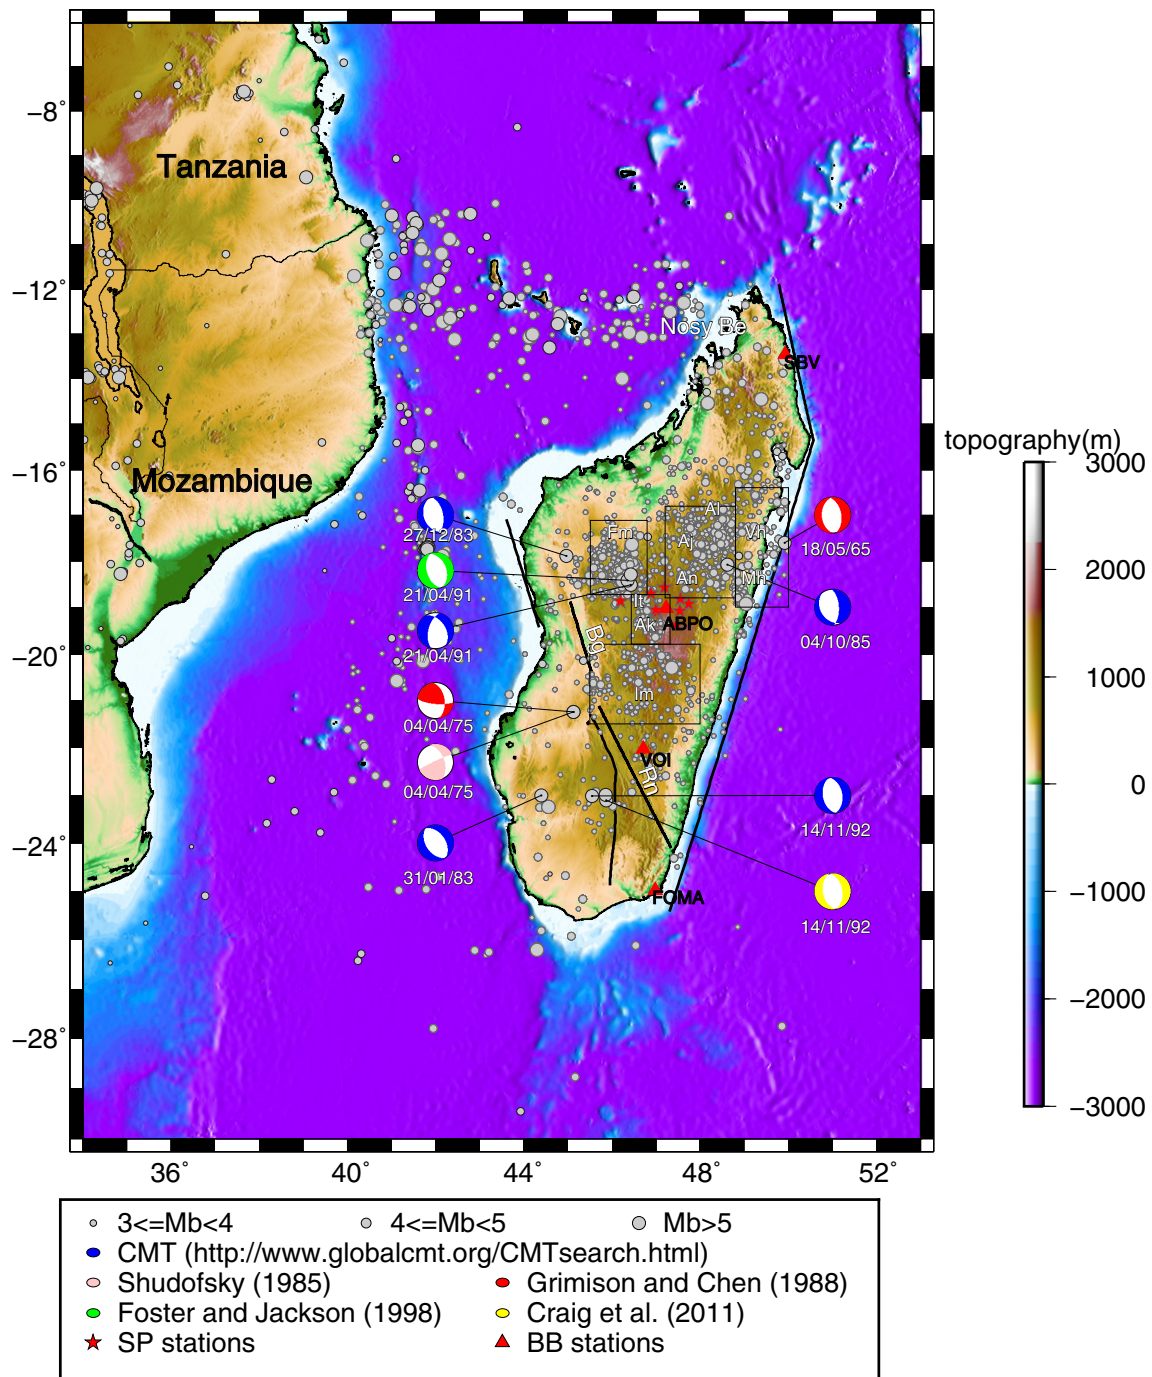 −8°
−12°
−16°
−20°
−24°
−28°
36°
40°
44°
48°
52°
Tanzania
Mozambique
Nosy Be
SBV
Al
Fm
Aj
Vh
An
Mh
It
ABPO
Ak
Bg
Im
VOI
Rn
FOMA
27/12/83
21/04/91
21/04/91
04/04/75
04/04/75
31/01/83
18/05/65
04/10/85
14/11/92
14/11/92
topography(m)
3000
2000
1000
0
−1000
−2000
−3000
3<=Mb<4 4<=Mb<5 Mb>5
CMT (http://www.globalcmt.org/CMTsearch.html)
Shudofsky (1985) Grimison and Chen (1988)
Foster and Jackson (1998) Craig et al. (2011)
SP stations BB stations